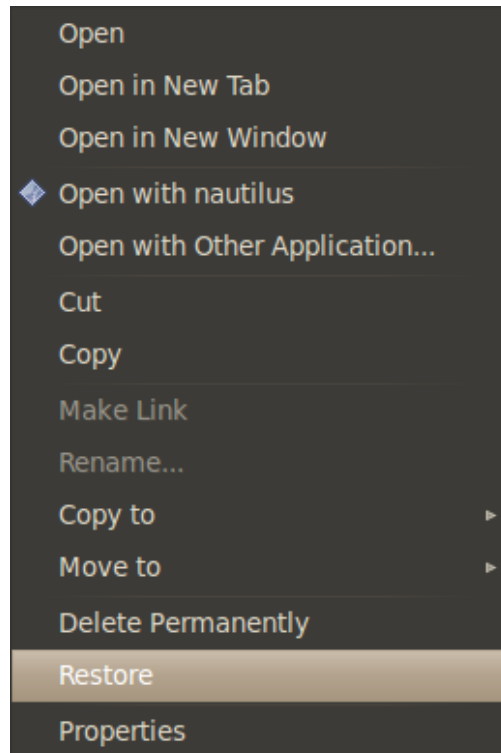 Open
Open in New Tab
Open in New Window
Open with nautilus
Open with Other Application...
Cut
Copy
Make Link
Rename...
Copy to
Move to
Delete Permanently
Restore
Properties